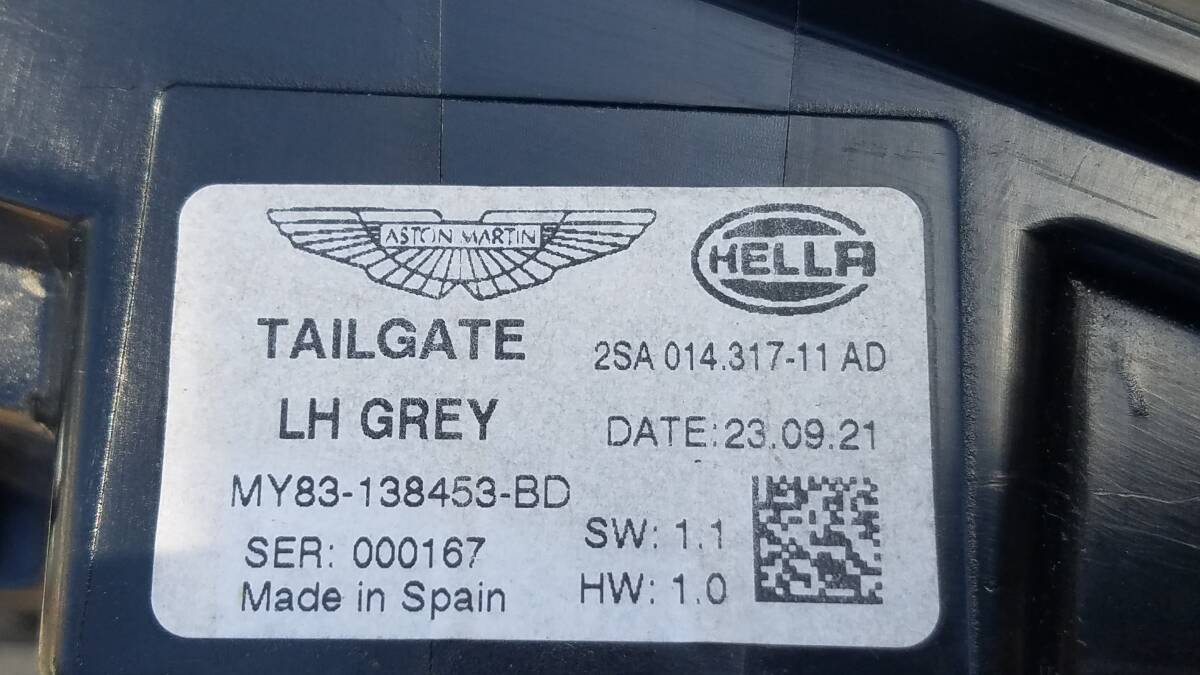 ASTON MARTIN
HELLA
TAILGATE
2SA 014.317-11 AD
LH GREY
DATE: 23.09.21
MY83-138453-BD
SW: 1.1
SER: 000167
HW: 1.0
Made in Spain